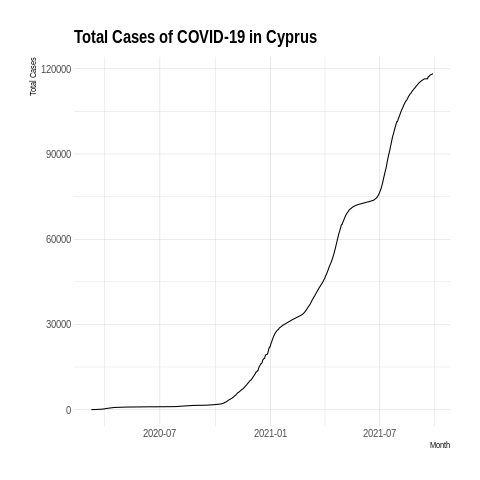 Total Cases of COVID-19 in Cyprus
Total Cases
120000
90000
60000
30000
0
2020-07
2021-01
2021-07
Month